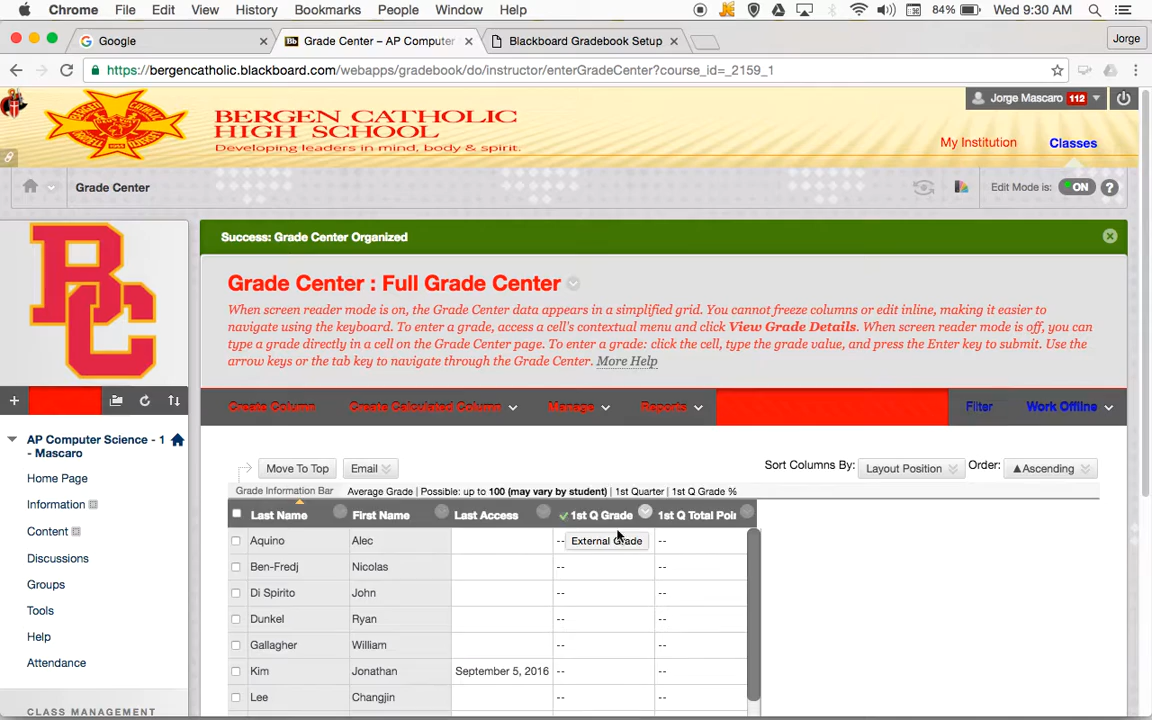 Chrome File Edit View History Bookmarks People Window Help 84% Wed 9:30 AM
Google Grade Center – AP Computer Blackboard Gradebook Setup Jorge
https://bergencatholic.blackboard.com/webapps/gradebook/do/instructor/enterGradeCenter?course_id=_2159_1
BERGEN CATHOLIC
HIGH SCHOOL
Developing leaders in mind, body & spirit.
Jorge Mascaro 112
My Institution Classes
Grade Center Edit Mode is: ON ?
Success: Grade Center Organized
Grade Center : Full Grade Center
When screen reader mode is on, the Grade Center data appears in a simplified grid. You cannot freeze columns or edit inline, making it easier to
navigate using the keyboard. To enter a grade, access a cell's contextual menu and click View Grade Details. When screen reader mode is off, you can
type a grade directly in a cell on the Grade Center page. To enter a grade: click the cell, type the grade value, and press the Enter key to submit. Use the
arrow keys or the tab key to navigate through the Grade Center. More Help
Create Column Create Calculated Column Manage Reports Filter Work Offline
BC
AP Computer Science - 1
- Mascaro
Home Page
Information
Content
Discussions
Groups
Tools
Help
Attendance
CLASS MANAGEMENT
Move To Top Email Sort Columns By: Layout Position Order: ▲Ascending
Grade Information Bar Average Grade | Possible: up to 100 (may vary by student) | 1st Quarter | 1st Q Grade %
Last Name First Name Last Access 1st Q Grade 1st Q Total Poi
Aquino Alec -- External Grade --
Ben-Fredj Nicolas -- --
Di Spirito John -- --
Dunkel Ryan -- --
Gallagher William -- --
Kim Jonathan September 5, 2016 -- --
Lee Changjin -- --